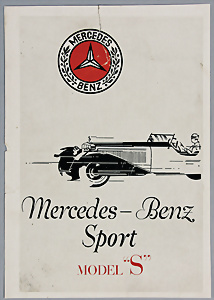 MERCEDES
BENZ
Mercedes-Benz
Sport
MODEL "S"